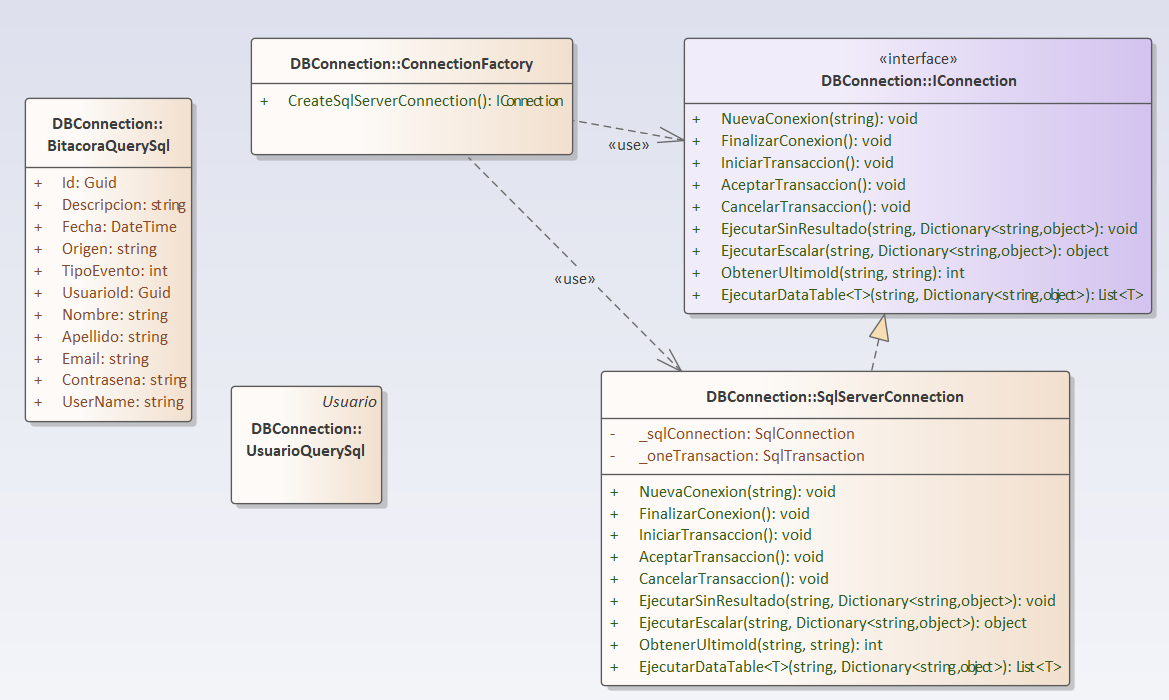 DBConnection::
BitacoraQuerySql
+ Id: Guid
+ Descripcion: string
+ Fecha: DateTime
+ Origen: string
+ TipoEvento: int
+ UsuarioId: Guid
+ Nombre: string
+ Apellido: string
+ Email: string
+ Contrasena: string
+ UserName: string
DBConnection::ConnectionFactory
+ CreateSqlServerConnection(): IConnection
«use»
«use»
«interface»
DBConnection::IConnection
+ NuevaConexion(string): void
+ FinalizarConexion(): void
+ IniciarTransaccion(): void
+ AceptarTransaccion(): void
+ CancelarTransaccion(): void
+ EjecutarSinResultado(string, Dictionary<string,object>): void
+ EjecutarEscalar(string, Dictionary<string,object>): object
+ ObtenerUltimoId(string, string): int
+ EjecutarDataTable<T>(string, Dictionary<string,object>): List<T>
Usuario
DBConnection::
UsuarioQuerySql
DBConnection::SqlServerConnection
- _sqlConnection: SqlConnection
- _oneTransaction: SqlTransaction
+ NuevaConexion(string): void
+ FinalizarConexion(): void
+ IniciarTransaccion(): void
+ AceptarTransaccion(): void
+ CancelarTransaccion(): void
+ EjecutarSinResultado(string, Dictionary<string,object>): void
+ EjecutarEscalar(string, Dictionary<string,object>): object
+ ObtenerUltimoId(string, string): int
+ EjecutarDataTable<T>(string, Dictionary<string,object>): List<T>